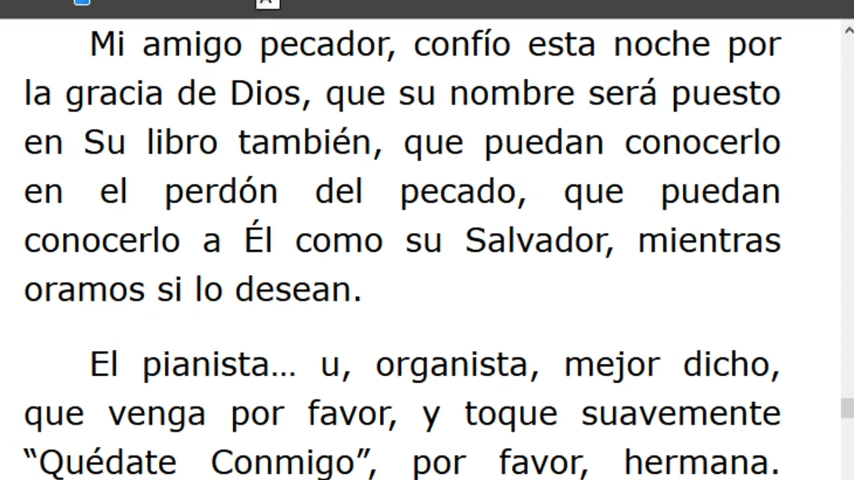 Mi amigo pecador, confío esta noche por
la gracia de Dios, que su nombre será puesto
en Su libro también, que puedan conocerlo
en el perdón del pecado, que puedan
conocerlo a Él como su Salvador, mientras
oramos si lo desean.
El pianista… u, organista, mejor dicho,
que venga por favor, y toque suavemente
“Quédate Conmigo”, por favor, hermana.